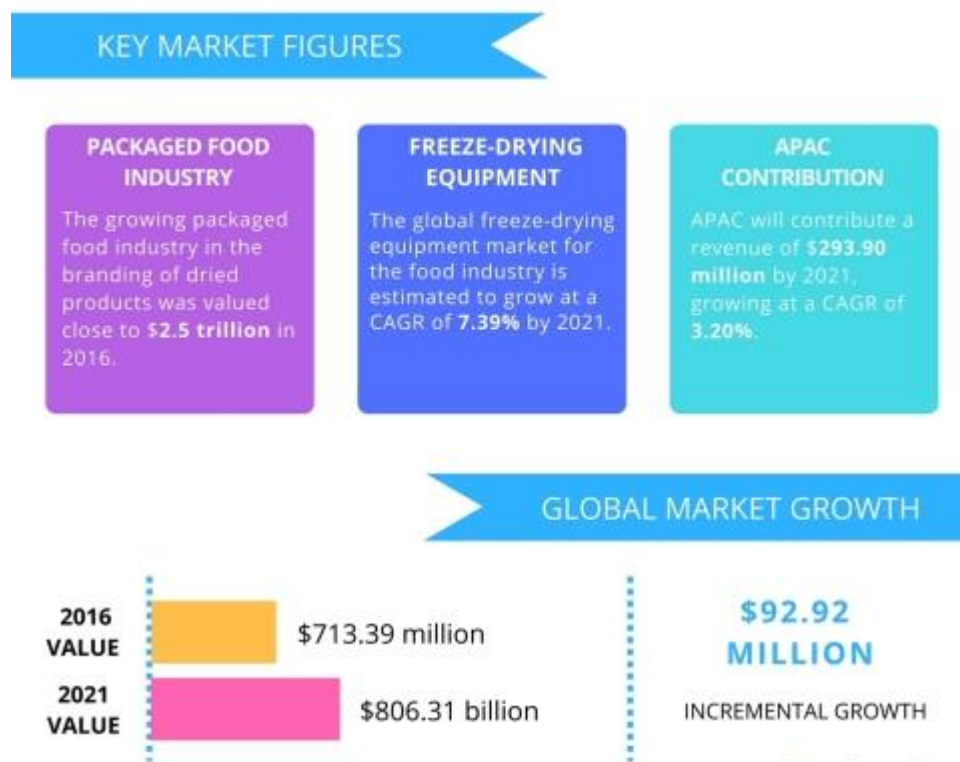 KEY MARKET FIGURES
PACKAGED FOOD
INDUSTRY
The growing packaged
food industry in the
branding of dried
products was valued
close to $2.5 trillion in
2016.
FREEZE-DRYING
EQUIPMENT
The global freeze-drying
equipment market for
the food industry is
estimated to grow at a
CAGR of 7.39% by 2021.
APAC
CONTRIBUTION
APAC will contribute a
revenue of $293.90
million by 2021,
growing at a CAGR of
3.20%.
GLOBAL MARKET GROWTH
2016
VALUE
$713.39 million
2021
VALUE
$806.31 billion
$92.92
MILLION
INCREMENTAL GROWTH